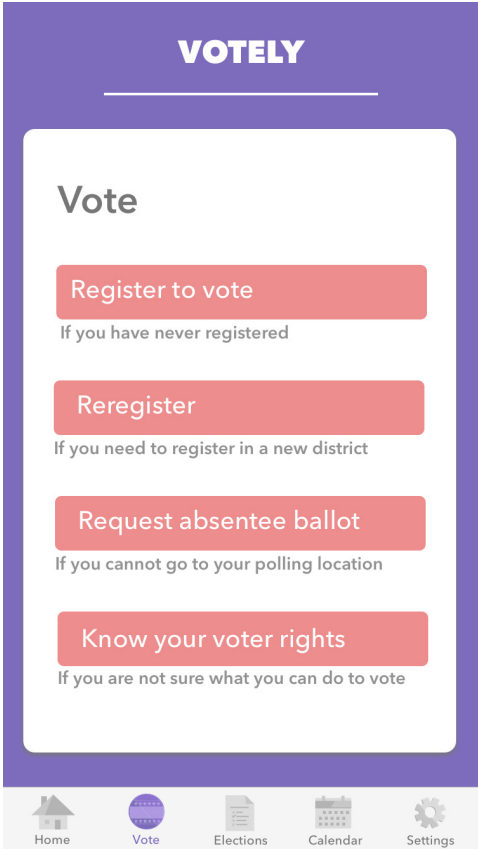 VOTELY
Vote
Register to vote
If you have never registered
Reregister
If you need to register in a new district
Request absentee ballot
If you cannot go to your polling location
Know your voter rights
If you are not sure what you can do to vote
Home Vote Elections Calendar Settings